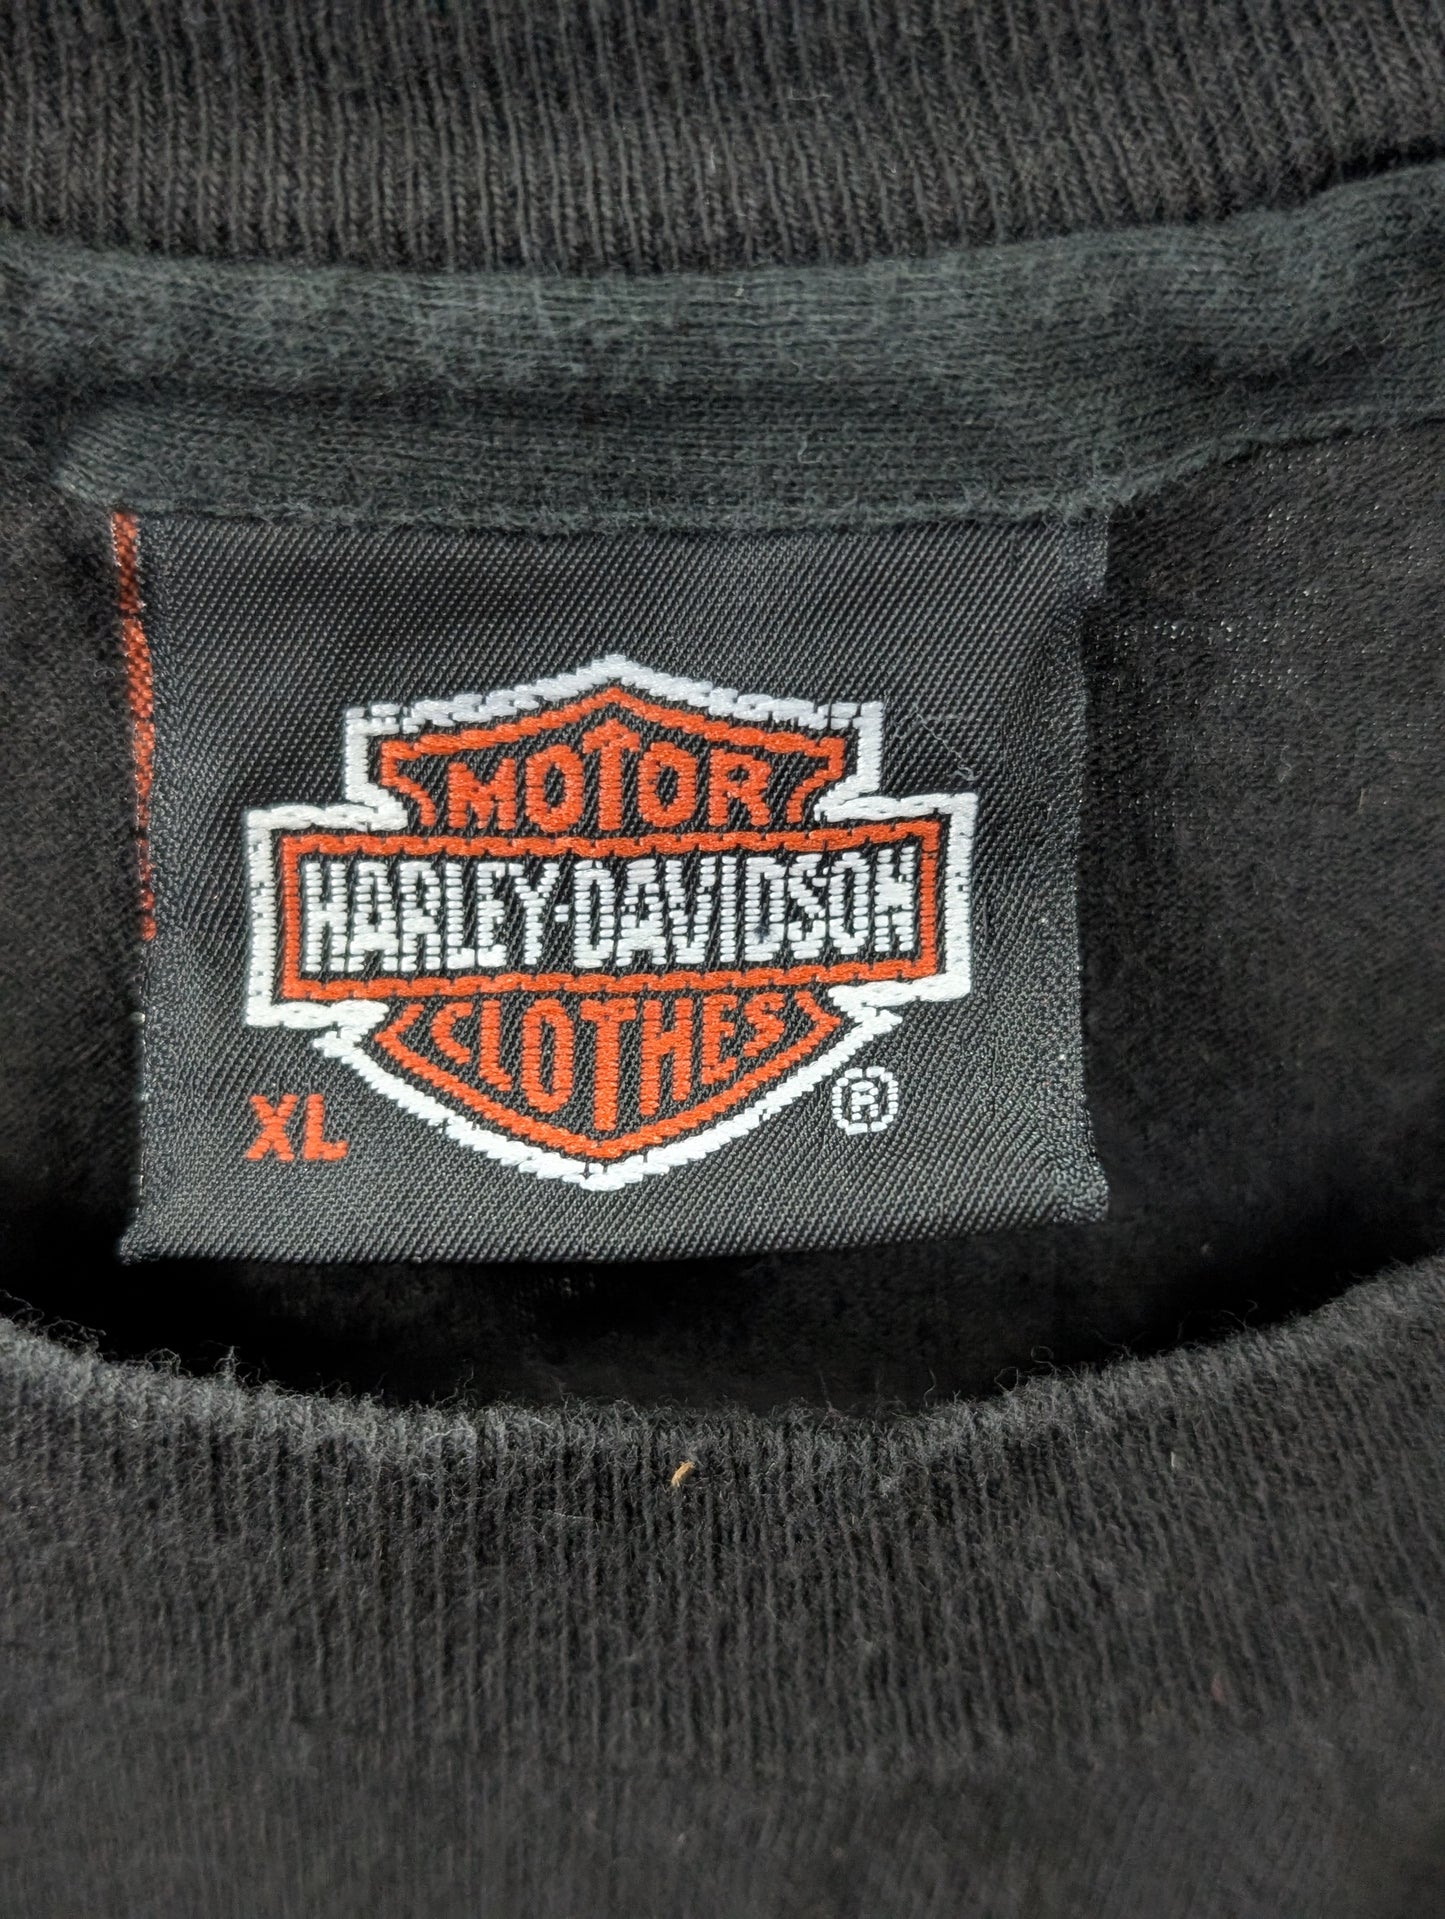 MOTOR
HARLEY-DAVIDSON
CLOTHES
XL ®